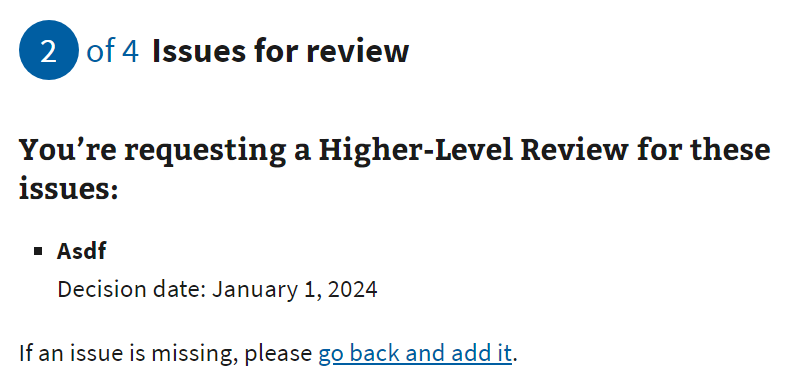 2 of 4 Issues for review
You’re requesting a Higher-Level Review for these
issues:
Asdf
Decision date: January 1, 2024
If an issue is missing, please go back and add it.